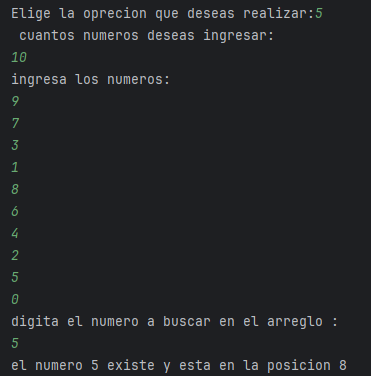 Elige la oprecion que deseas realizar:5
cuantos numeros deseas ingresar:
10
ingresa los numeros:
9
7
3
1
8
6
4
2
5
0
digita el numero a buscar en el arreglo :
5
el numero 5 existe y esta en la posicion 8